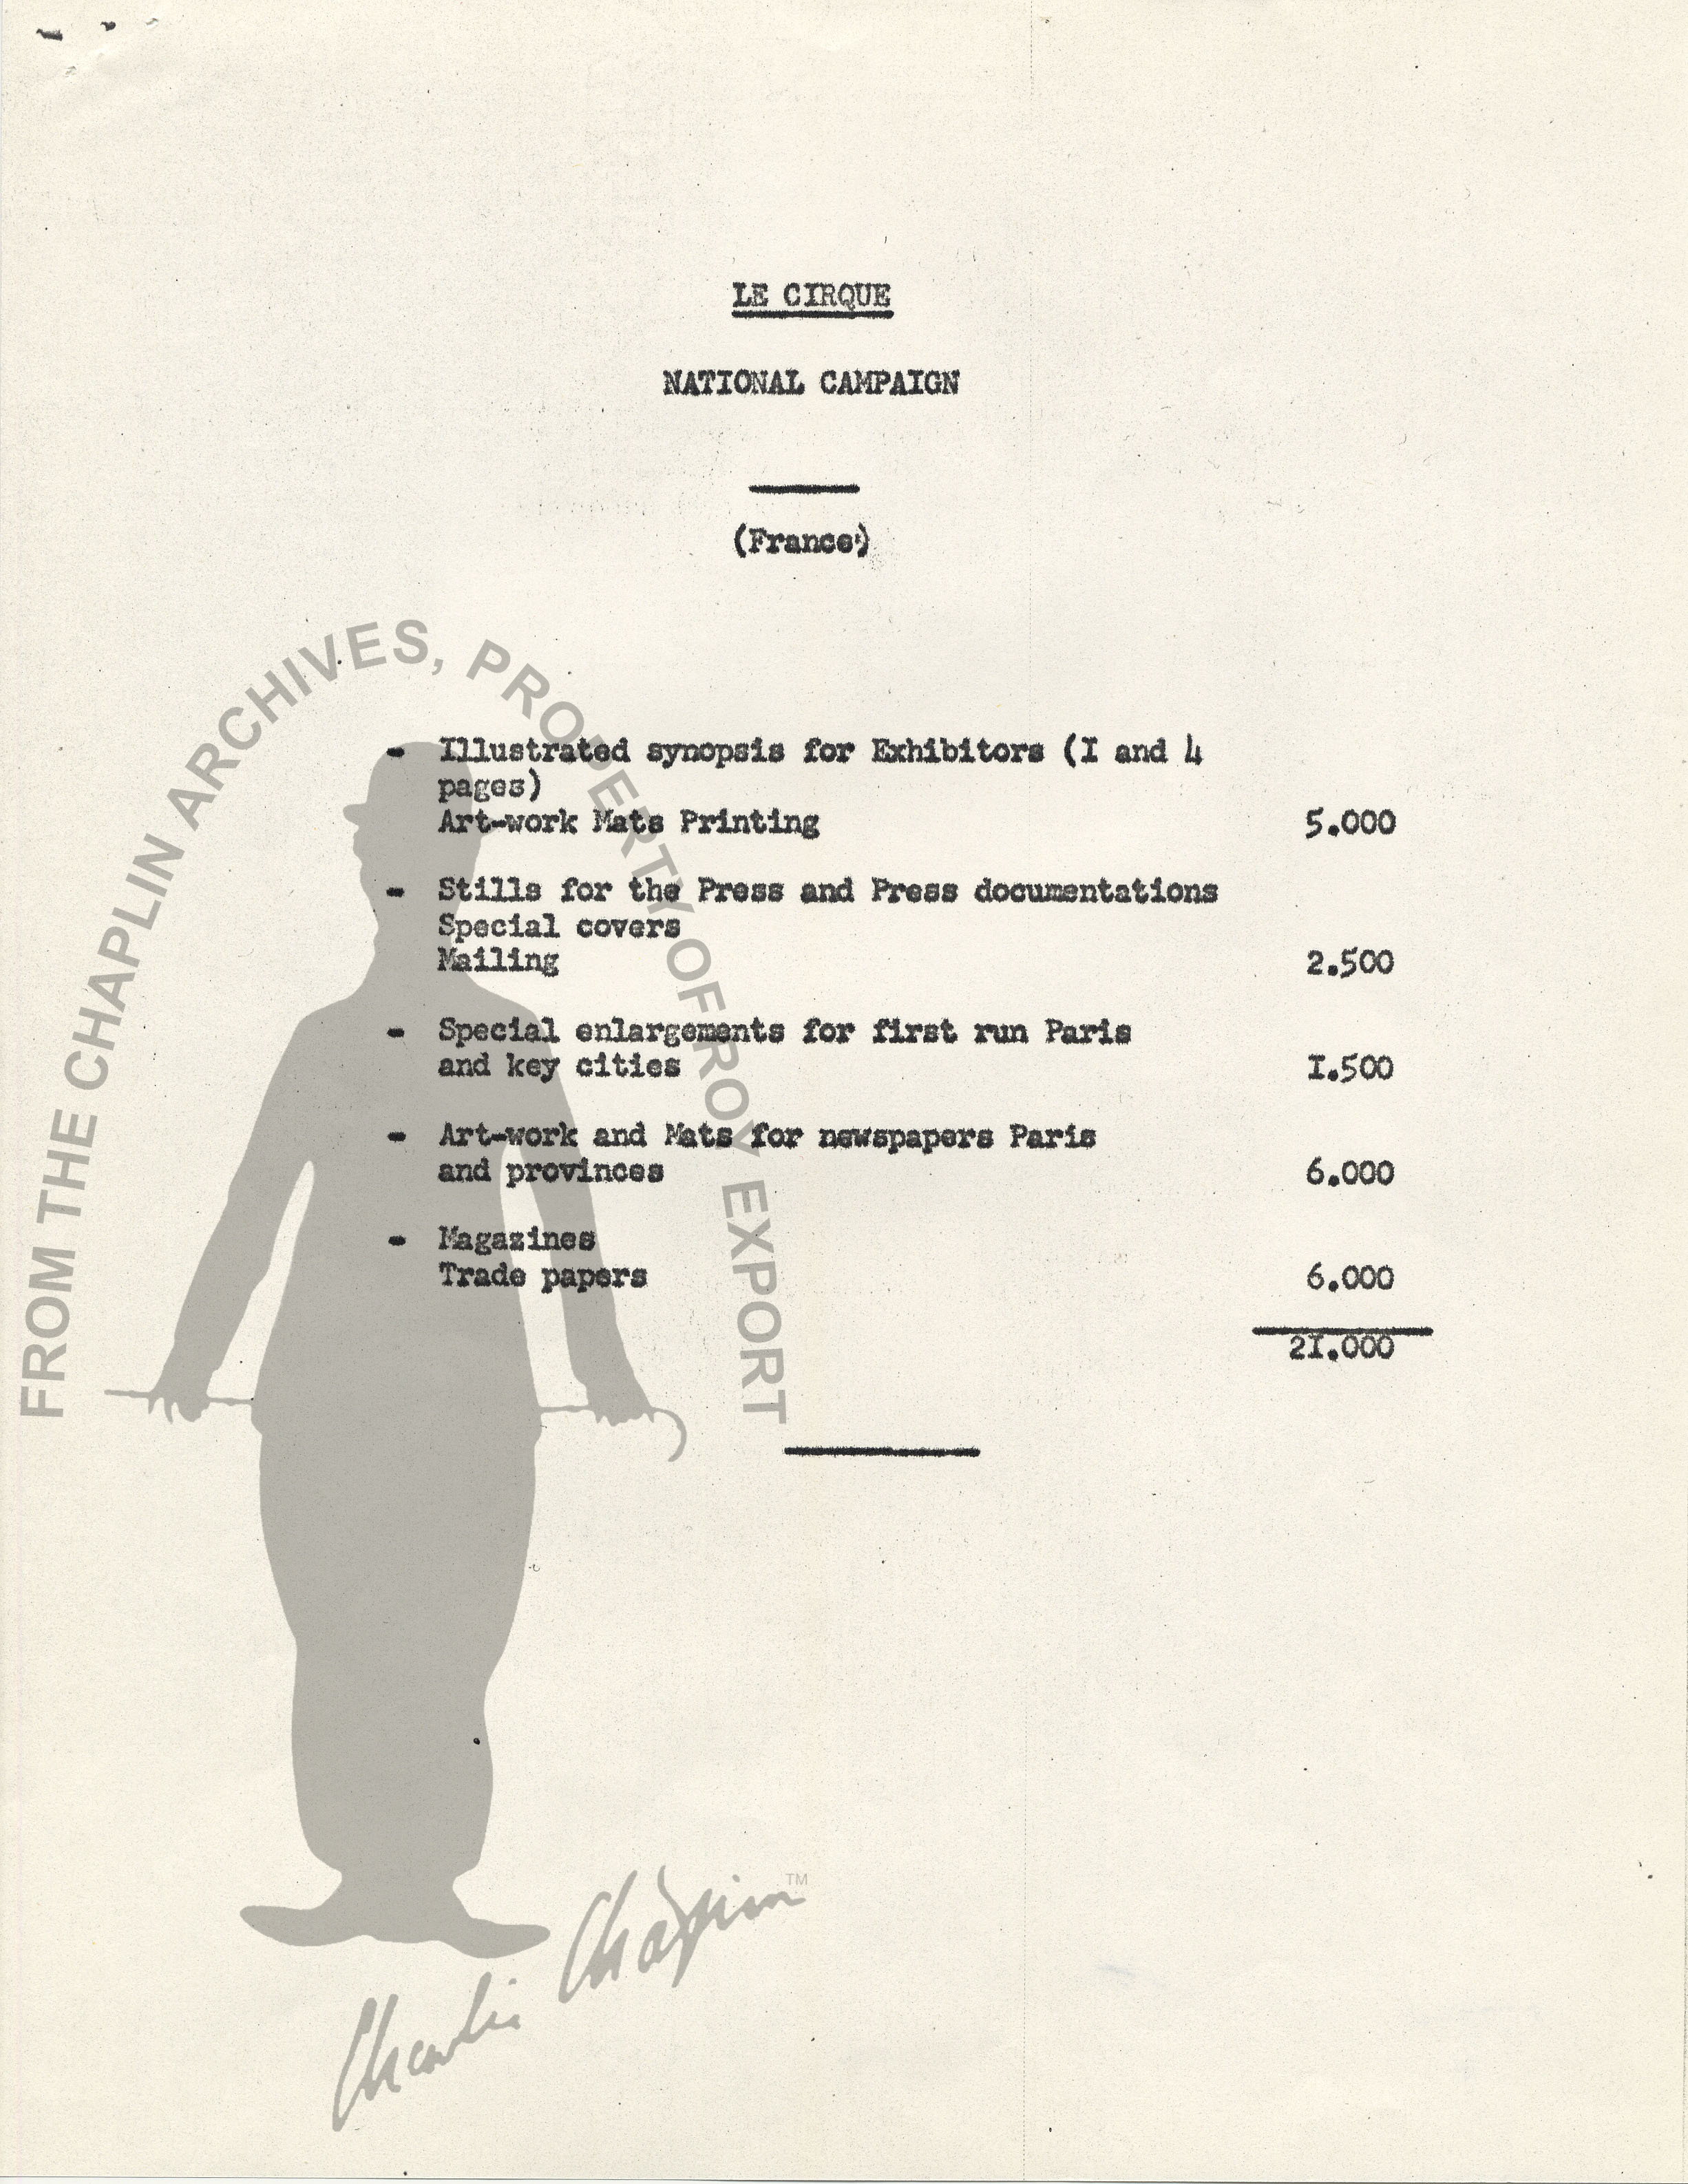 LE CIRQUE
NATIONAL CAMPAIGN
(France)
- Illustrated synopsis for Exhibitors (I and 4
pages)
Art-work Mats Printing 5.000
- Stills for the Press and Press documentations
Special covers
Mailing 2.500
- Special enlargements for first run Paris
and key cities I.500
- Art-work and Mats for newspapers Paris
and provinces 6.000
- Magazines
Trade papers 6.000
2I.000
FROM THE CHAPLIN ARCHIVES, PROPERTY OF ROY EXPORT
Charlie Chaplin TM